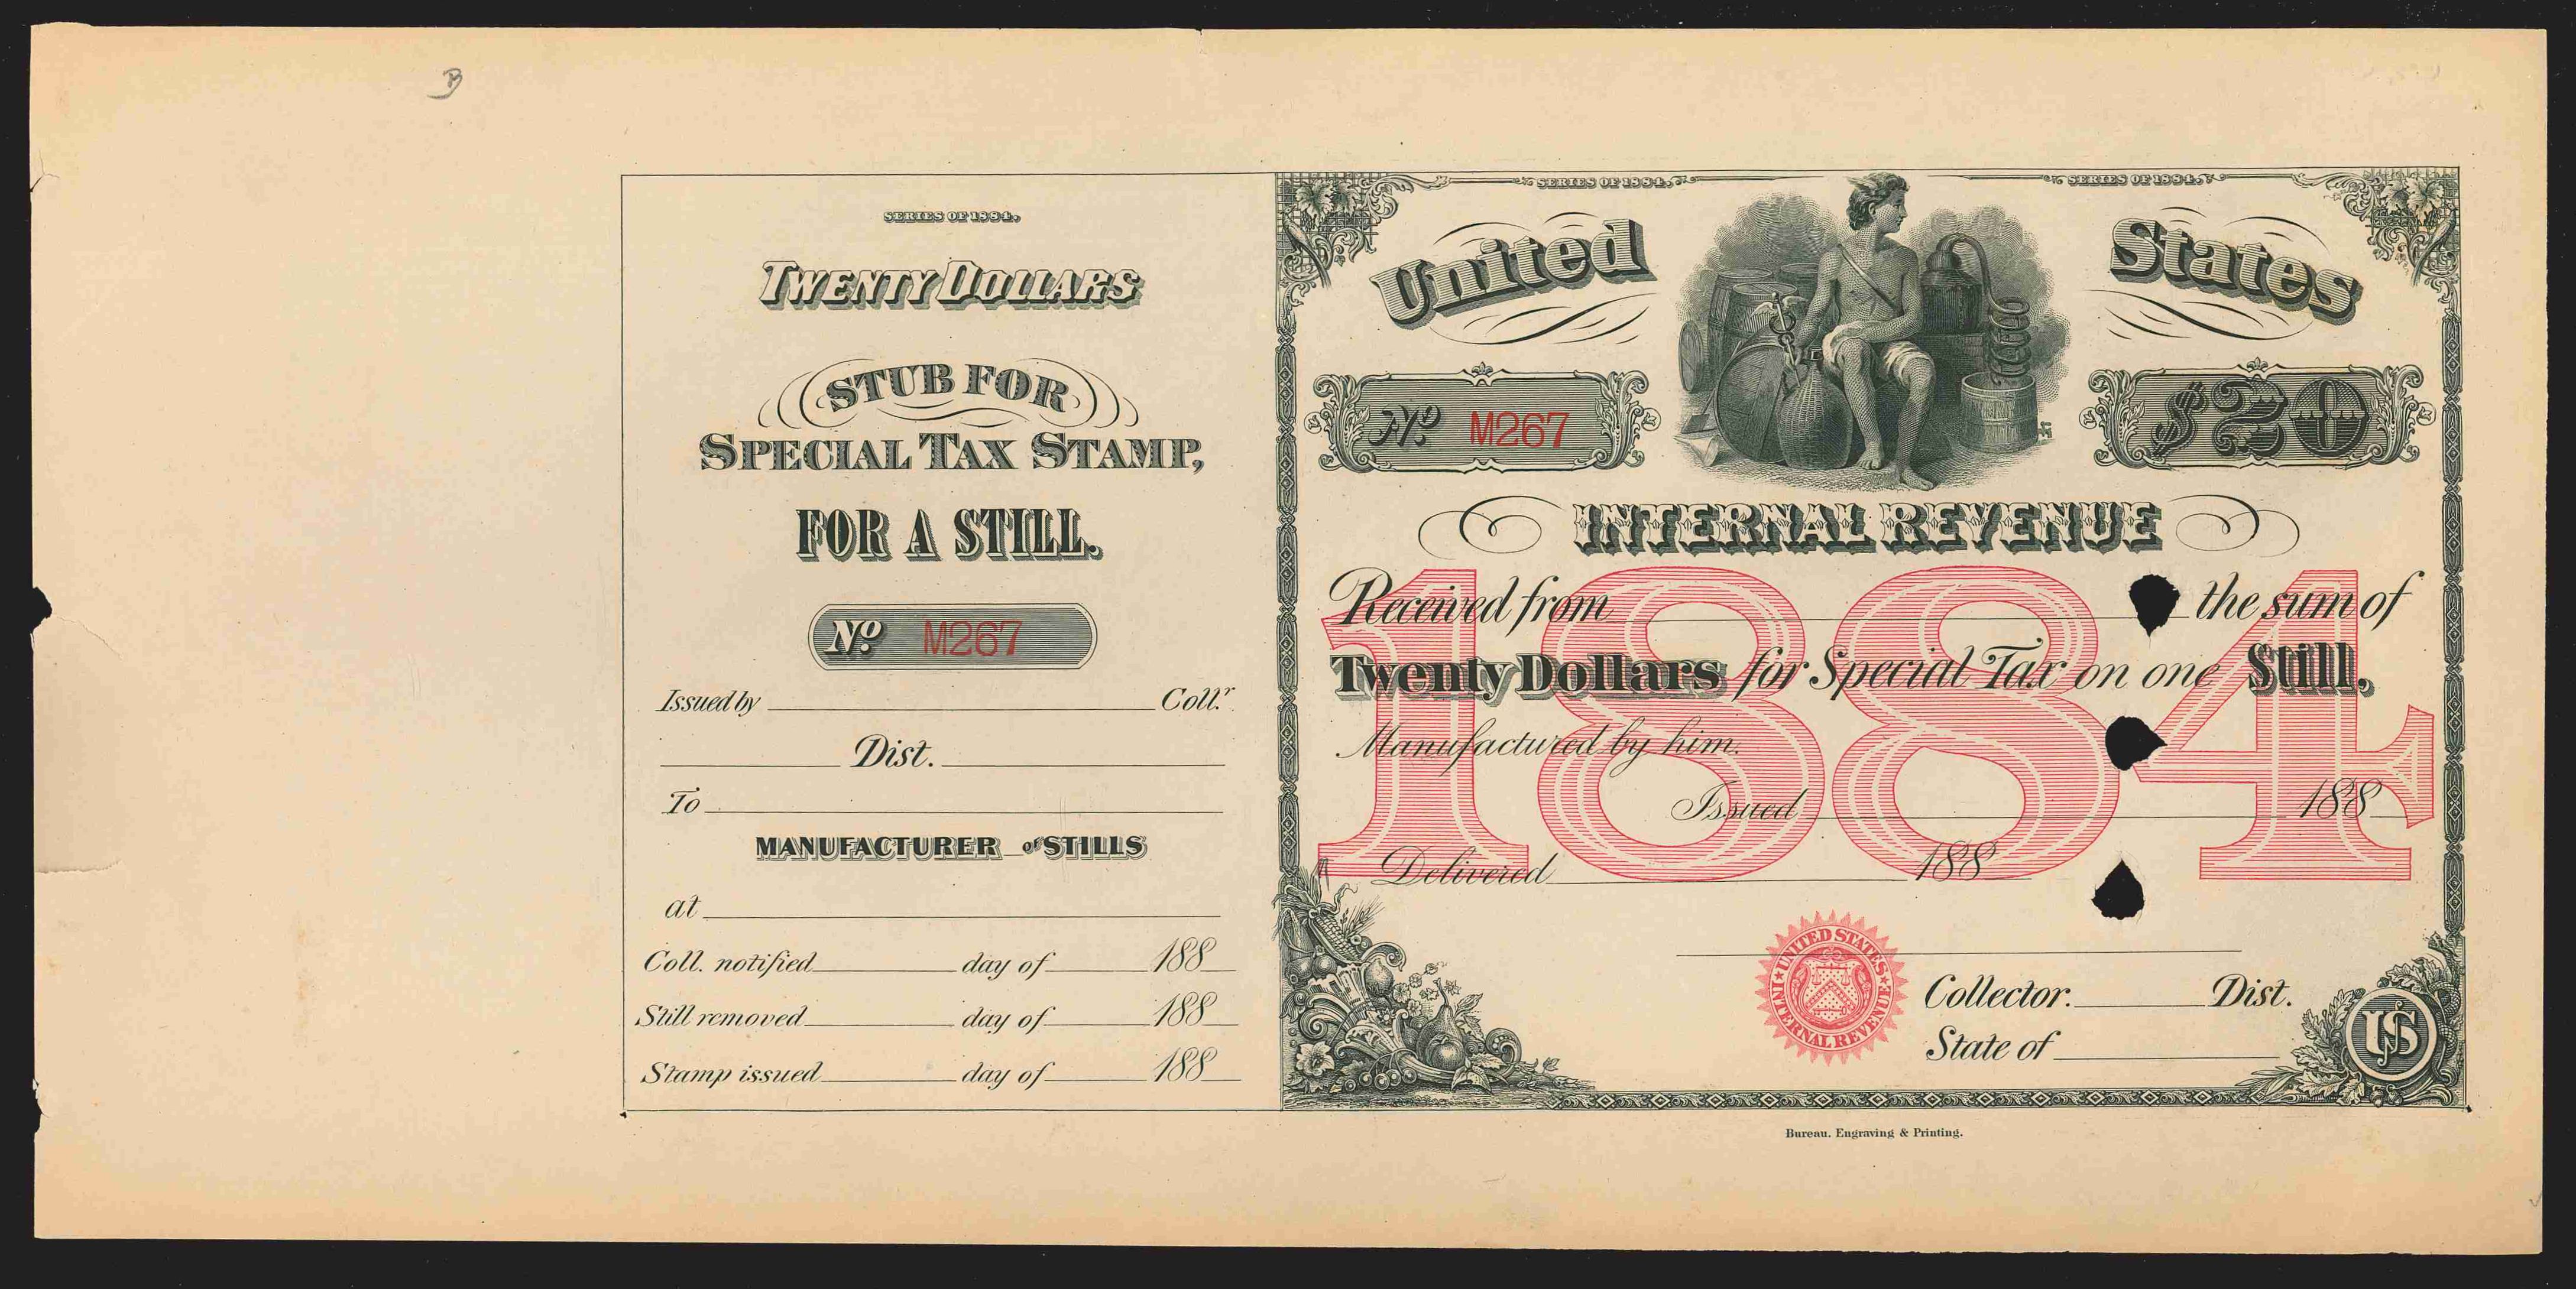 B
SERIES OF 1884.
TWENTY DOLLARS
STUB FOR
SPECIAL TAX STAMP,
FOR A STILL.
No. M267
Issued by Collr.
Dist.
To
MANUFACTURER of STILLS
at
Coll. notified day of 188
Still removed day of 188
Stamp issued day of 188
SERIES OF 1884. SERIES OF 1884.
United States
No. M267 $20
INTERNAL REVENUE
1884
Received from the sum of
Twenty Dollars for Special Tax on one Still,
Manufactured by him.
Issued 188
Delivered 188
UNITED STATES INTERNAL REVENUE
Collector. Dist.
State of
USIR
Bureau. Engraving & Printing.